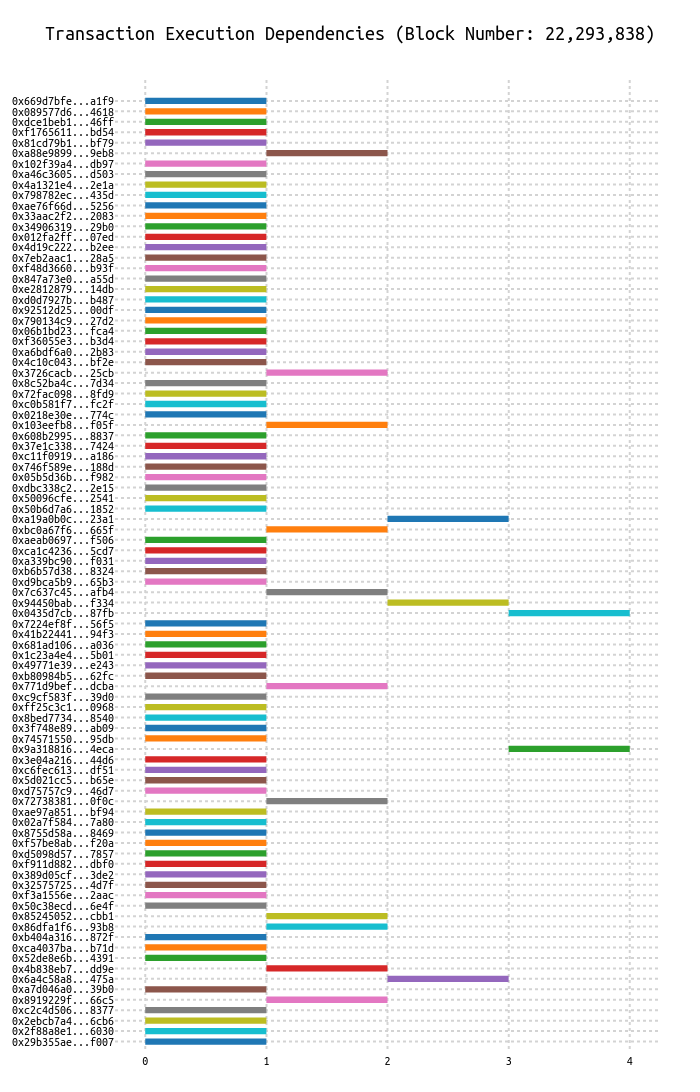 Transaction Execution Dependencies (Block Number: 22,293,838)
0x669d7bfe...a1f9
0x089577d6...4618
0xdce1beb1...46ff
0xf1765611...bd54
0x81cd79b1...bf79
0xa88e9899...9eb8
0x102f39a4...db97
0xa46c3605...d503
0x4a1321e4...2e1a
0x798782ec...435d
0xae76f66d...5256
0x33aac2f2...2083
0x34906319...29b0
0x012fa2ff...07ed
0x4d19c222...b2ee
0x7eb2aac1...28a5
0xf48d3660...b93f
0x847a73e0...a55d
0xe2812879...14db
0xd0d7927b...b487
0x92512d25...00df
0x790134c9...27d2
0x06b1bd23...fca4
0xf36055e3...b3d4
0xa6bdf6a0...2b83
0x4c10c043...bf2e
0x3726cacb...25cb
0x8c52ba4c...7d34
0x72fac098...8fd9
0xc0b581f7...fc2f
0x0218e30e...774c
0x103eefb8...f05f
0x608b2995...8837
0x37e1c338...7424
0xc11f0919...a186
0x746f589e...188d
0x05b5d36b...f982
0xdbc338c2...2e15
0x50096cfe...2541
0x50b6d7a6...1852
0xa19a0b0c...23a1
0xbc0a67f6...665f
0xaeab0697...f506
0xca1c4236...5cd7
0xa339bc90...f031
0xb6b57d38...8324
0xd9bca5b9...65b3
0x7c637c45...afb4
0x94450bab...f334
0x0435d7cb...87fb
0x7224ef8f...56f5
0x41b22441...94f3
0x681ad106...a036
0x1c23a4e4...5b01
0x49771e39...e243
0xb80984b5...62fc
0x771d9bef...dcba
0xc9cf583f...39d0
0xff25c3c1...0968
0x8bed7734...8540
0x3f748e89...ab09
0x74571550...95db
0x9a318816...4eca
0x3e04a216...44d6
0xc6fec613...df51
0x5d021cc5...b65e
0xd75757c9...46d7
0x72738381...0f0c
0xae97a851...bf94
0x02a7f584...7a80
0x8755d58a...8469
0xf57be8ab...f20a
0xd5098d57...7857
0xf911d882...dbf0
0x389d05cf...3de2
0x32575725...4d7f
0xf3a1556e...2aac
0x50c38ecd...6e4f
0x85245052...cbb1
0x86dfa1f6...93b8
0xb404a316...872f
0xca4037ba...b71d
0x52de8e6b...4391
0x4b838eb7...dd9e
0x6a4c58a8...475a
0xa7d046a0...39b0
0x8919229f...66c5
0xc2c4d506...8377
0x2ebcb7a4...6cb6
0x2f88a8e1...6030
0x29b355ae...f007
0 1 2 3 4